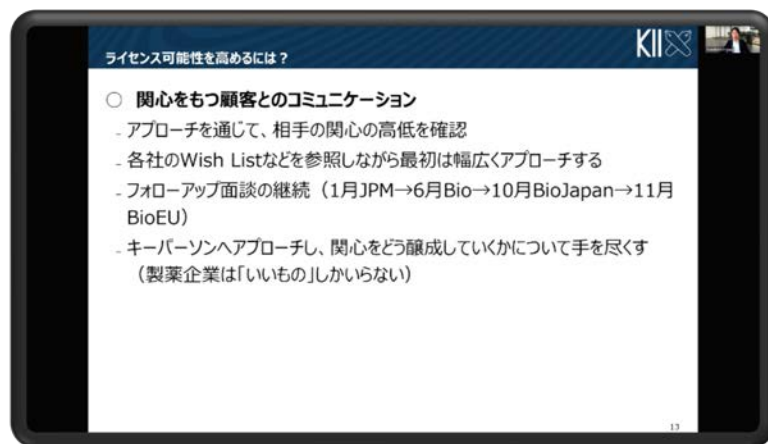 ライセンス可能性を高めるには？
KII
○ 関心をもつ顧客とのコミュニケーション
- アプローチを通じて、相手の関心の高低を確認
- 各社のWish Listなどを参照しながら最初は幅広くアプローチする
- フォローアップ面談の継続（1月JPM→6月Bio→10月BioJapan→11月
BioEU）
- キーパーソンへアプローチし、関心をどう醸成していくかについて手を尽くす
（製薬企業は「いいもの」しかいらない）
13